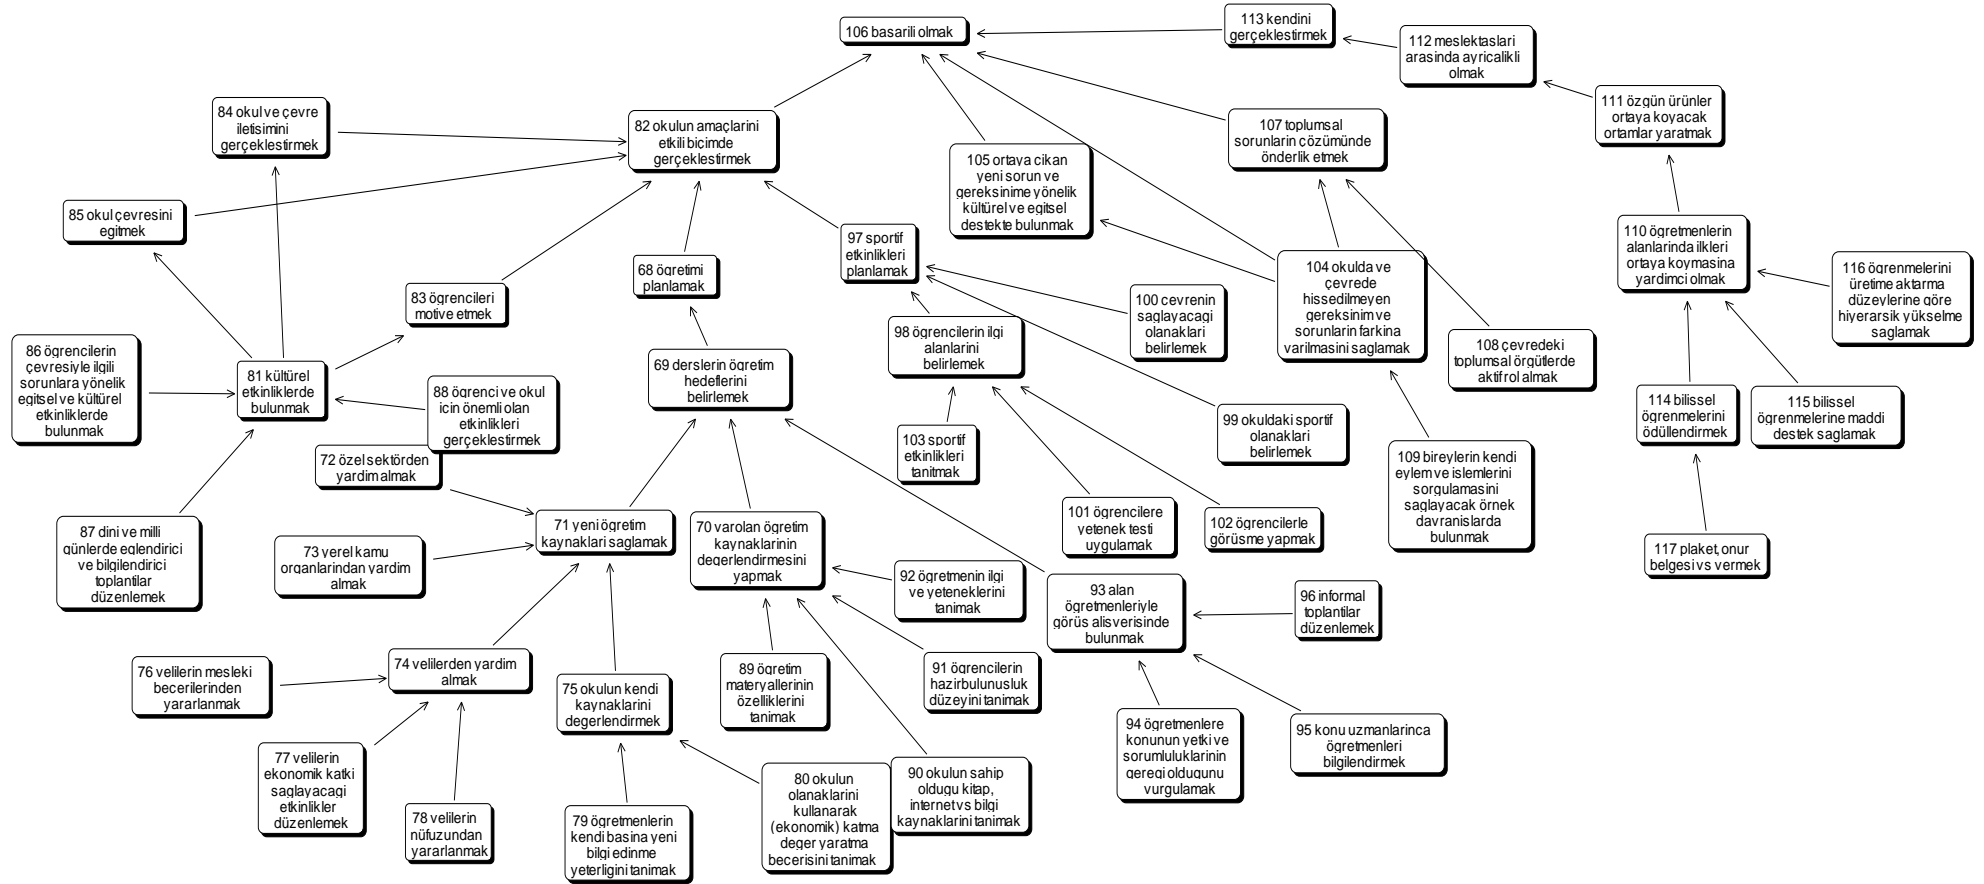 106 basarili olmak
113 kendini
gerçeklestirmek
112 meslektaslari
arasinda ayricalikli
olmak
111 özgün ürünler
ortaya koyacak
ortamlar yaratmak
84 okul ve çevre
iletisimini
gerçeklestirmek
82 okulun amaçlarini
etkili biçimde
gerçeklestirmek
105 ortaya cikan
yeni sorun ve
gereksinime yönelik
kültürel ve egitsel
destekte bulunmak
107 toplumsal
sorunlarin çözümünde
önderlik etmek
85 okul çevresini
egitmek
97 sportif
etkinlikleri
planlamak
110 ögretmenlerin
alanlarinda ilkleri
ortaya koymasina
yardimci olmak
116 ögrenmelerini
üretime aktarma
düzeylerine göre
hiyerarsik yükselme
saglamak
68 ögretimi
planlamak
83 ögrencileri
motive etmek
104 okulda ve
çevrede
hissedilmeyen
gereksinim ve
sorunlarin farkina
varilmasini saglamak
100 çevrenin
saglayacagi
olanaklari
belirlemek
98 ögrencilerin ilgi
alanlarini
belirlemek
108 çevredeki
toplumsal örgütlerde
aktif rol almak
86 ögrencilerin
çevresiyle ilgili
sorunlara yönelik
egitsel ve kültürel
etkinliklerde
bulunmak
81 kültürel
etkinliklerde
bulunmak
88 ögrenci ve okul
icin önemli olan
etkinlikleri
gerçeklestirmek
69 derslerin ögretim
hedeflerini
belirlemek
99 okuldaki sportif
olanaklari
belirlemek
114 bilissel
ögrenmelerini
ödüllendirmek
115 bilissel
ögrenmelerine maddi
destek saglamak
72 özel sektörden
yardim almak
103 sportif
etkinlikleri
tanitmak
109 bireylerin kendi
eylem ve islemlerini
sorgulamasini
saglayacak örnek
davranislarda
bulunmak
87 dini ve milli
günlerde eglendirici
ve bilgilendirici
toplantilar
düzenlemek
71 yeni ögretim
kaynaklari saglamak
70 varolan ögretim
kaynaklarinin
degerlendirmesini
yapmak
101 ögrencilere
yetenek testi
uygulamak
102 ögrencilerle
görüsme yapmak
73 yerel kamu
organlarindan yardim
almak
117 plaket, onur
belgesi vs vermek
92 ögretmenin ilgi
ve yeteneklerini
tanimak
93 alan
ögretmenleriyle
görüs alisverisinde
bulunmak
96 informal
toplantilar
düzenlemek
76 velilerin mesleki
becerilerinden
yararlanmak
74 velilerden yardim
almak
75 okulun kendi
kaynaklarini
degerlendirmek
89 ögretim
materyallerinin
özelliklerini
tanimak
91 ögrencilerin
hazirbulunusluk
düzeyini tanimak
94 ögretmenlere
konunun yetki ve
sorumluluklarinin
geregi oldugunu
vurgulamak
95 konu uzmanlarinca
ögretmenleri
bilgilendirmek
77 velilerin
ekonomik katki
saglayacagi
etkinlikler
düzenlemek
78 velilerin
nüfuzundan
yararlanmak
79 ögretmenlerin
kendi basina yeni
bilgi edinme
yeterligini tanimak
80 okulun
olanaklarini
kullanarak
(ekonomik) katma
deger yaratma
becerisini tanimak
90 okulun sahip
oldugu kitap,
internet vs bilgi
kaynaklarini tanimak